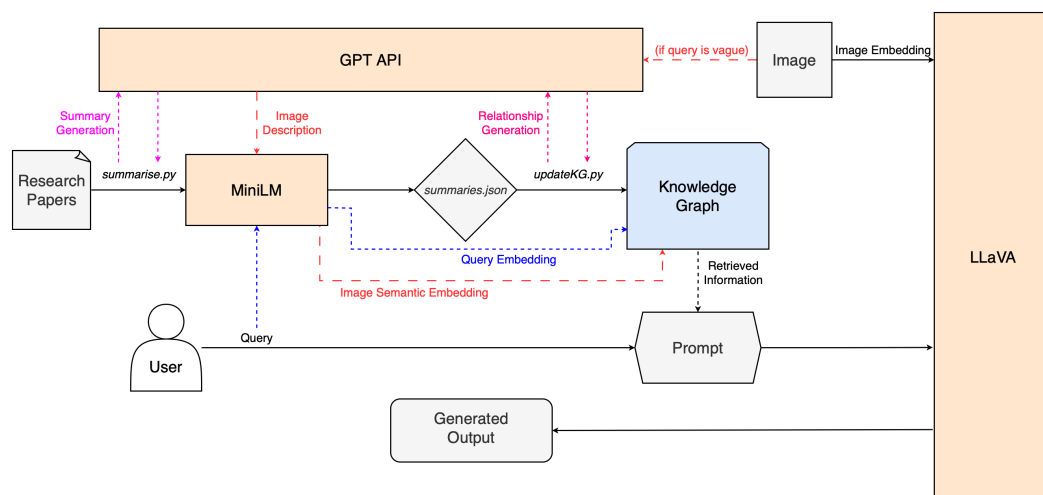 GPT API
(if query is vague)
Image
Image Embedding
Summary
Generation
Image
Description
Relationship
Generation
Research
Papers
summarise.py
MiniLM
summaries.json
updateKG.py
Knowledge
Graph
LLaVA
Query Embedding
Retrieved
Information
Image Semantic Embedding
Query
User
Prompt
Generated
Output